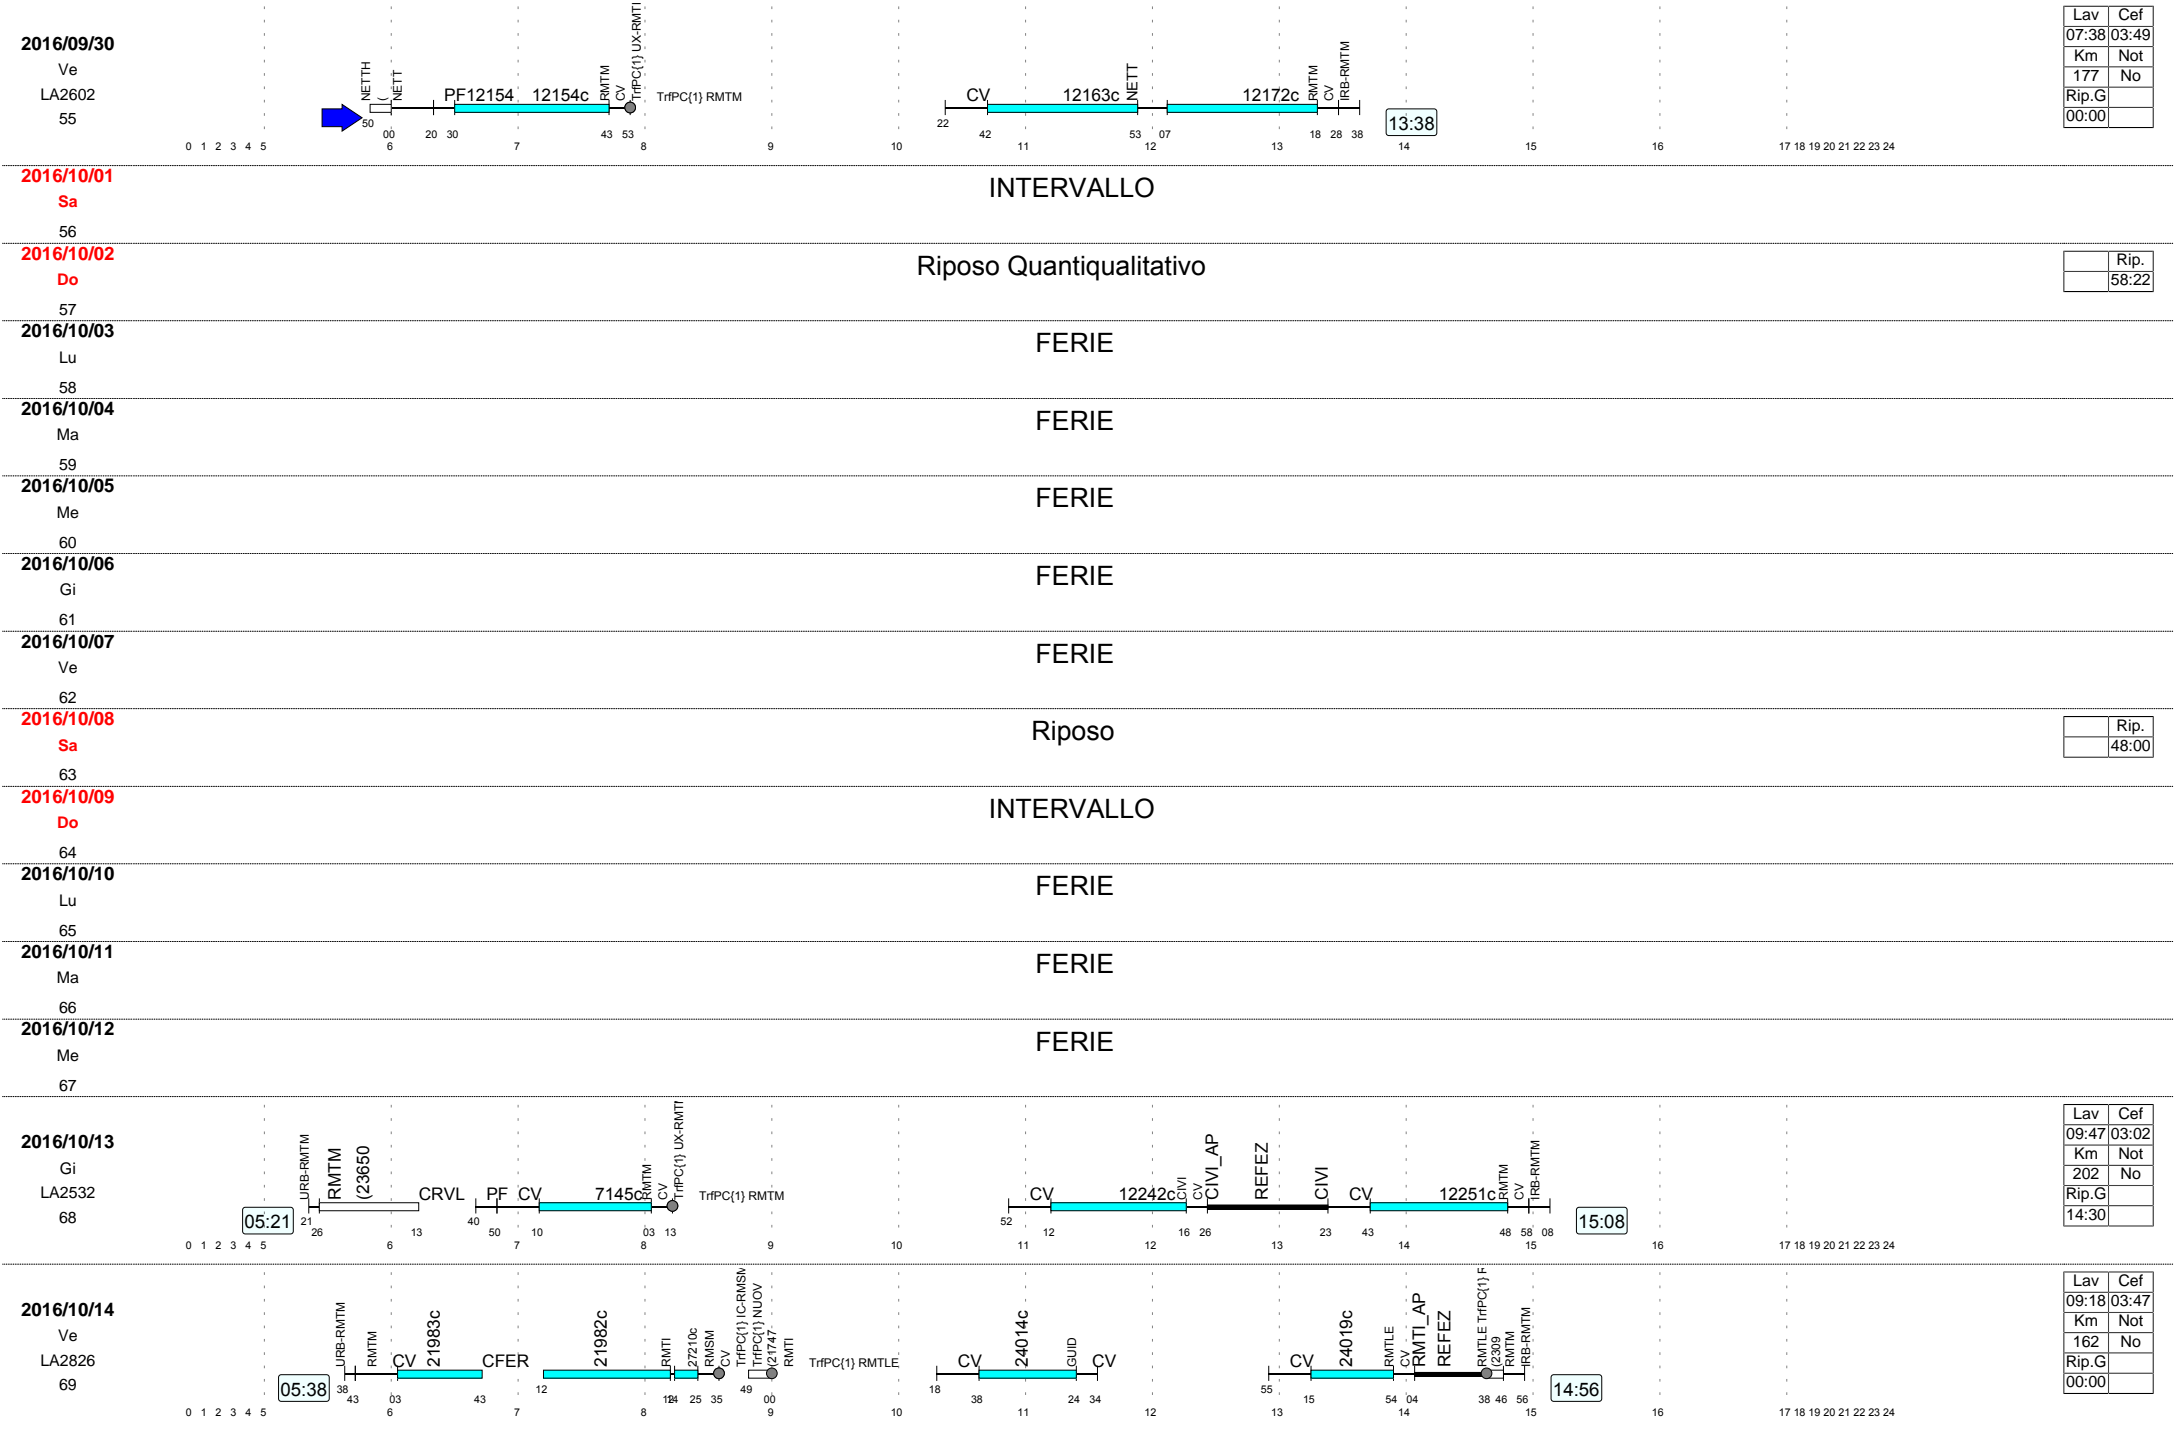 2016/09/30
Ve
LA2602
55
NETTH
(
NETT
PF 12154 12154c
RMTM
CV
TrfPC{1} UX-RMTI
TrfPC{1} RMTM
CV 12163c
NETT
12172c
RMTM
CV
IRB-RMTM
50 00 20 30 43 53 22 42 53 07 18 28 38
13:38
0 1 2 3 4 5 6 7 8 9 10 11 12 13 14 15 16 17 18 19 20 21 22 23 24
Lav Cef
07:38 03:49
Km Not
177 No
Rip.G
00:00
2016/10/01
Sa
56
INTERVALLO
2016/10/02
Do
57
Riposo Quantiqualitativo
Rip.
58:22
2016/10/03
Lu
58
FERIE
2016/10/04
Ma
59
FERIE
2016/10/05
Me
60
FERIE
2016/10/06
Gi
61
FERIE
2016/10/07
Ve
62
FERIE
2016/10/08
Sa
63
Riposo
Rip.
48:00
2016/10/09
Do
64
INTERVALLO
2016/10/10
Lu
65
FERIE
2016/10/11
Ma
66
FERIE
2016/10/12
Me
67
FERIE
2016/10/13
Gi
LA2532
68
05:21
URB-RMTM
RMTM
(23650
CRVL PF CV 7145c
RMTM
CV
TrfPC{1} UX-RMTI
TrfPC{1} RMTM
CV 12242c
CIVI
CV
CIVI_AP
REFEZ
CIVI
CV 12251c
RMTM
CV
IRB-RMTM
21 26 13 40 50 10 03 13 52 12 16 26 23 43 48 58 08
15:08
0 1 2 3 4 5 6 7 8 9 10 11 12 13 14 15 16 17 18 19 20 21 22 23 24
Lav Cef
09:47 03:02
Km Not
202 No
Rip.G
14:30
2016/10/14
Ve
LA2826
69
05:38
URB-RMTM
RMTM
CV
21983c
CFER
21982c
RMTI
27210c
RMSM
CV
TrfPC{1} IC-RMSM
TrfPC{1} NUOV
(21747
RMTI
TrfPC{1} RMTLE
CV
24014c
GUID
CV
CV
24019c
RMTLE
CV
RMTI_AP
REFEZ
RMTLE TrfPC{1} R
(2309
RMTM
IRB-RMTM
38 43 03 43 12 25 35 49 00 18 38 24 34 55 15 54 04 38 46 56
14:56
0 1 2 3 4 5 6 7 8 9 10 11 12 13 14 15 16 17 18 19 20 21 22 23 24
Lav Cef
09:18 03:47
Km Not
162 No
Rip.G
00:00